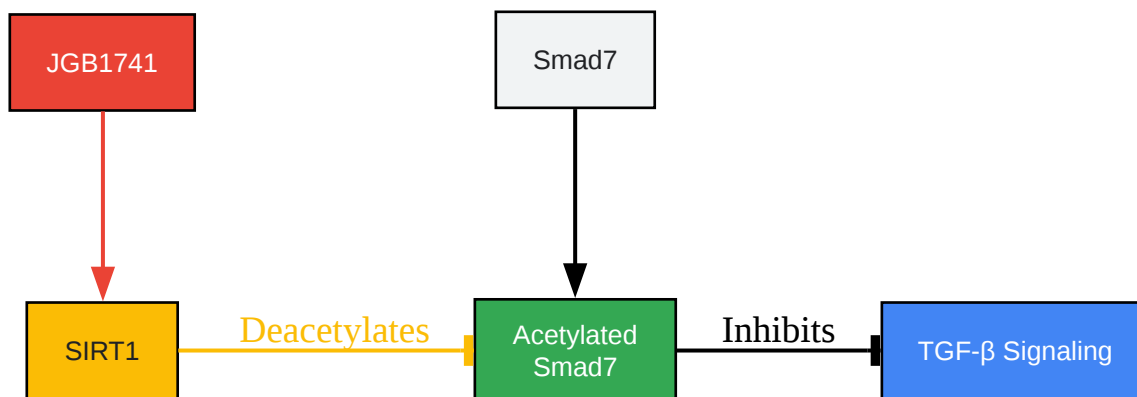 JGB1741
Smad7
SIRT1
Deacetylates
Acetylated
Smad7
Inhibits
TGF-β Signaling